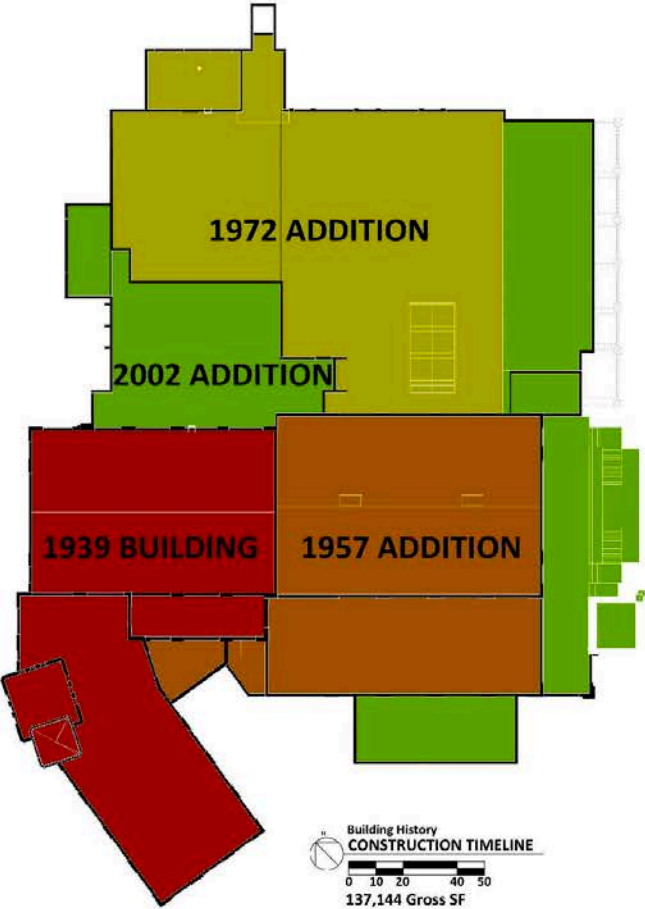 1972 ADDITION
2002 ADDITION
1939 BUILDING
1957 ADDITION
N
Building History
CONSTRUCTION TIMELINE
0 10 20 40 50
137,144 Gross SF